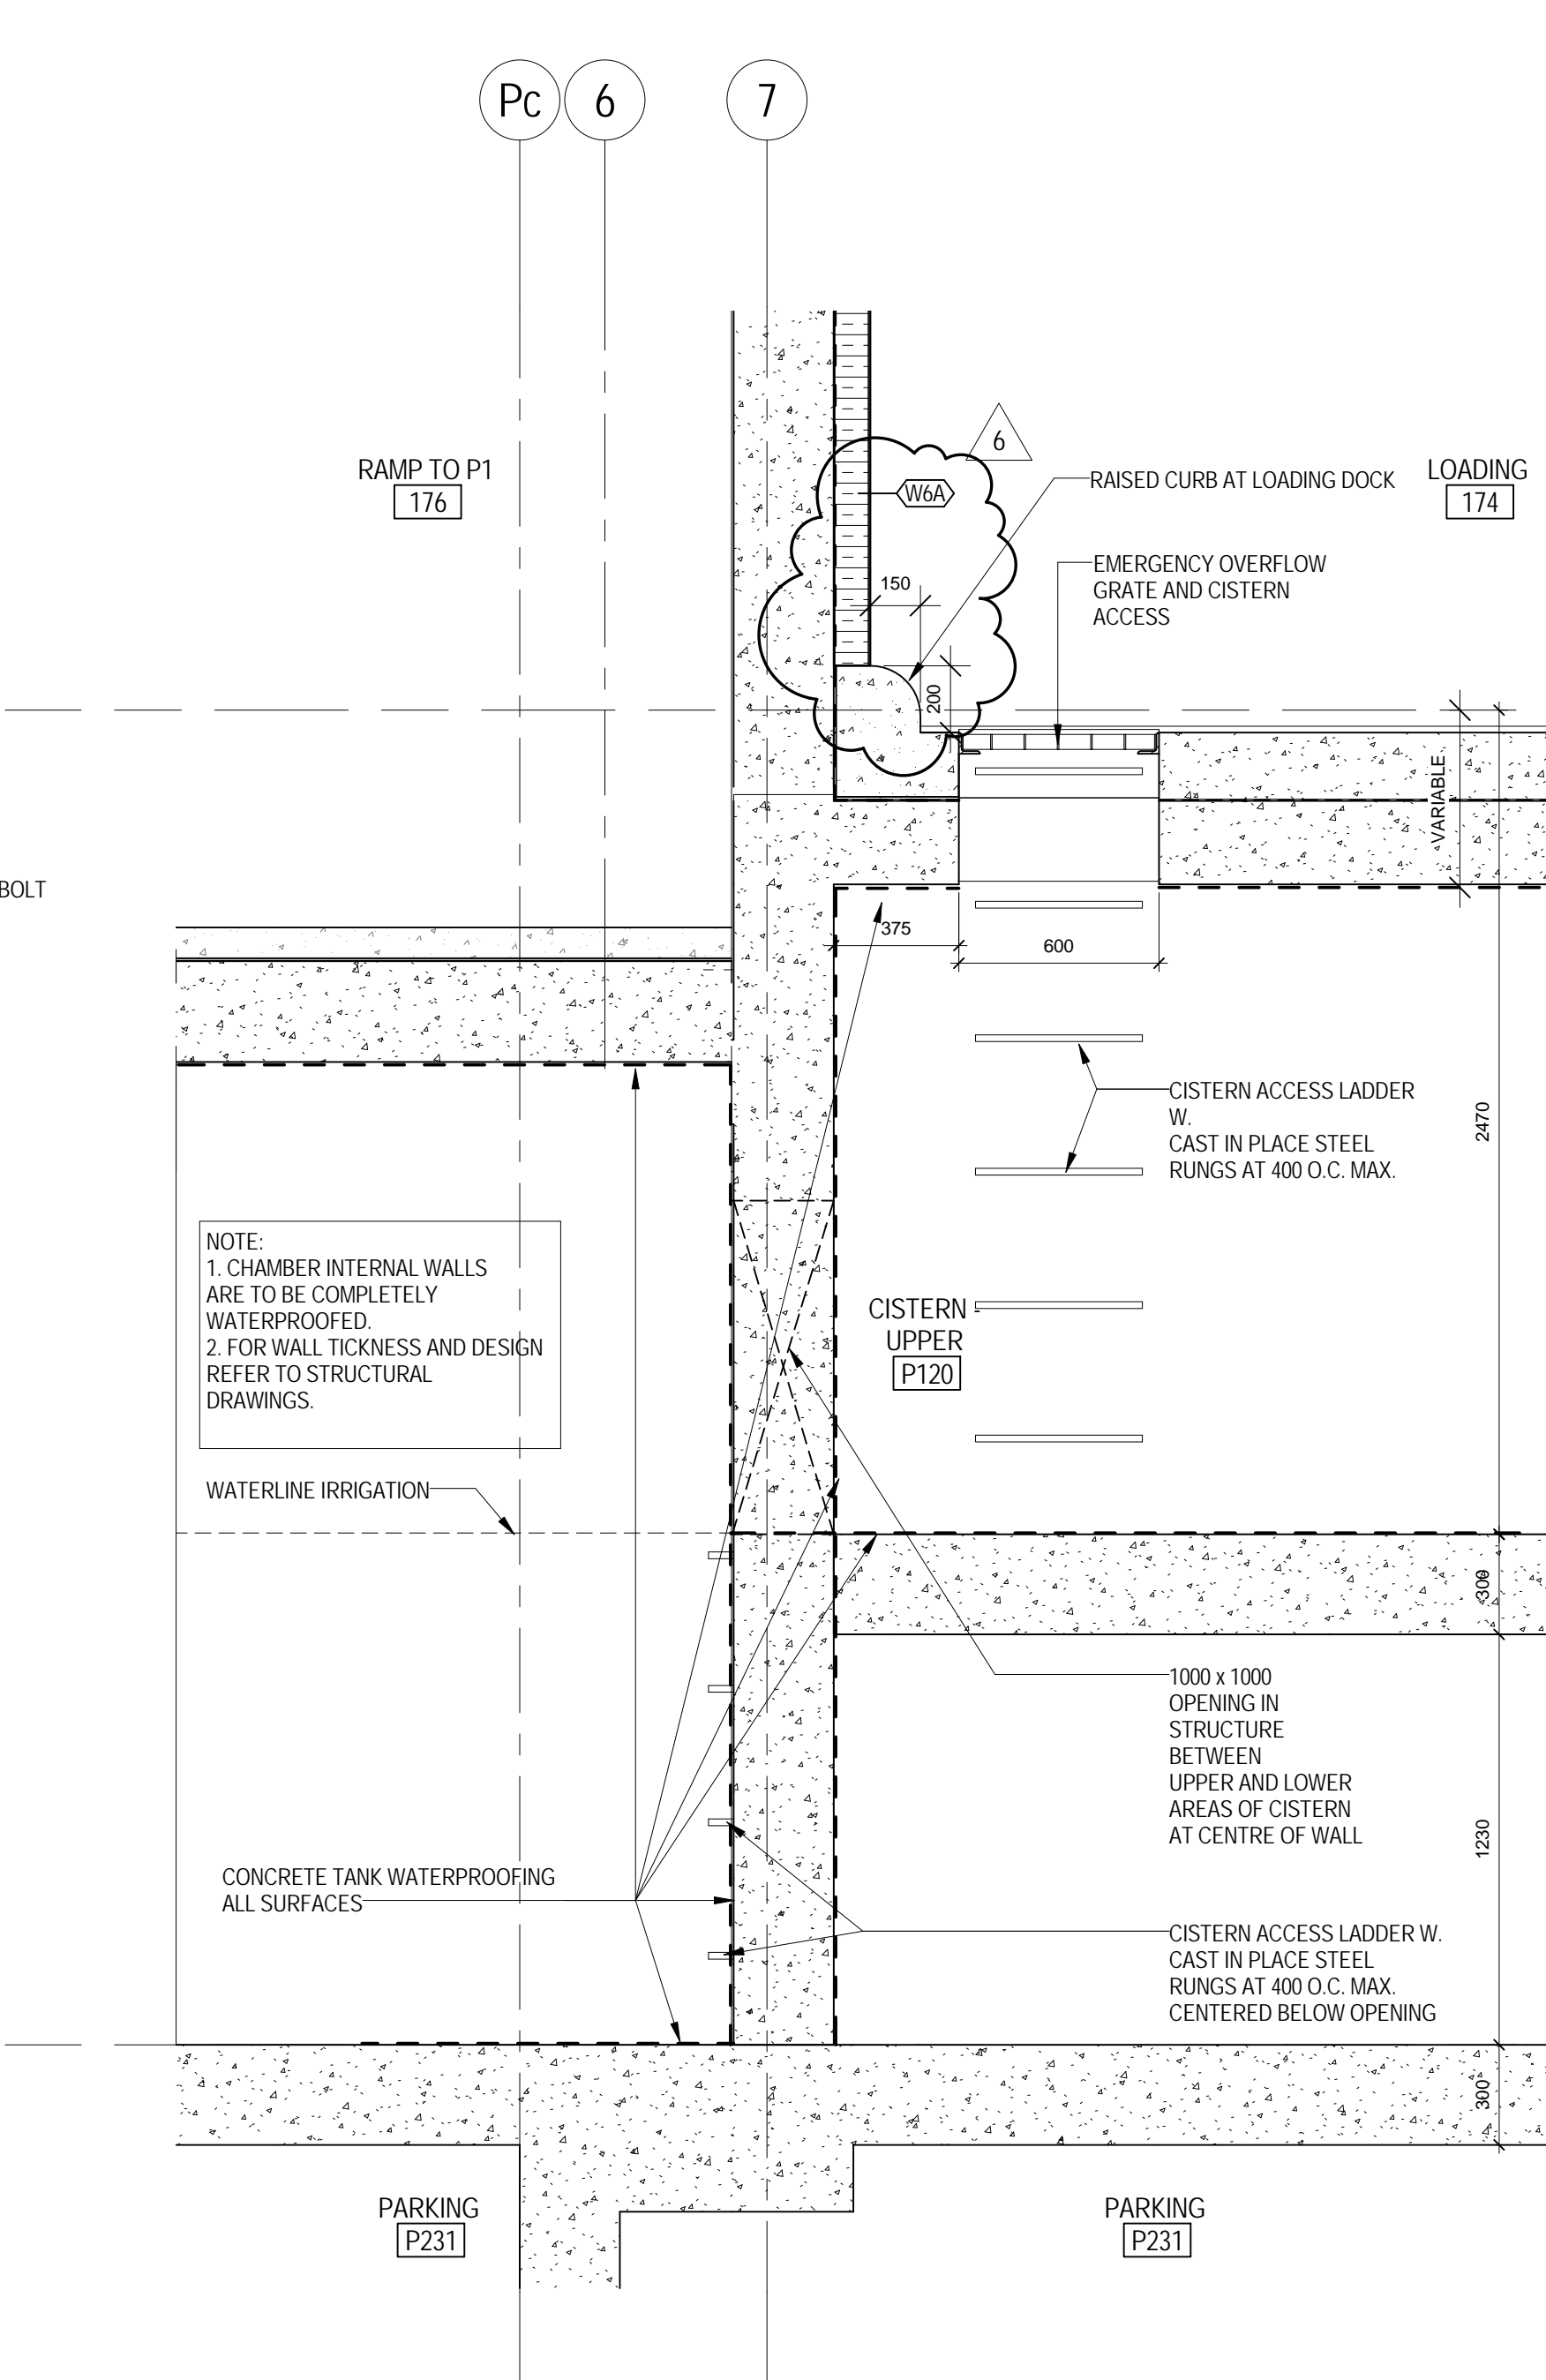 Pc
6
7
RAMP TO P1
176
6
W6A
RAISED CURB AT LOADING DOCK
LOADING
174
EMERGENCY OVERFLOW
GRATE AND CISTERN
ACCESS
150
200
VARIABLE
BOLT
375
600
CISTERN ACCESS LADDER
W.
CAST IN PLACE STEEL
RUNGS AT 400 O.C. MAX.
2470
NOTE:
1. CHAMBER INTERNAL WALLS
ARE TO BE COMPLETELY
WATERPROOFED.
2. FOR WALL TICKNESS AND DESIGN
REFER TO STRUCTURAL
DRAWINGS.
CISTERN -
UPPER
P120
WATERLINE IRRIGATION
300
1000 x 1000
OPENING IN
STRUCTURE
BETWEEN
UPPER AND LOWER
AREAS OF CISTERN
AT CENTRE OF WALL
1230
CONCRETE TANK WATERPROOFING
ALL SURFACES
CISTERN ACCESS LADDER W.
CAST IN PLACE STEEL
RUNGS AT 400 O.C. MAX.
CENTERED BELOW OPENING
300
PARKING
P231
PARKING
P231